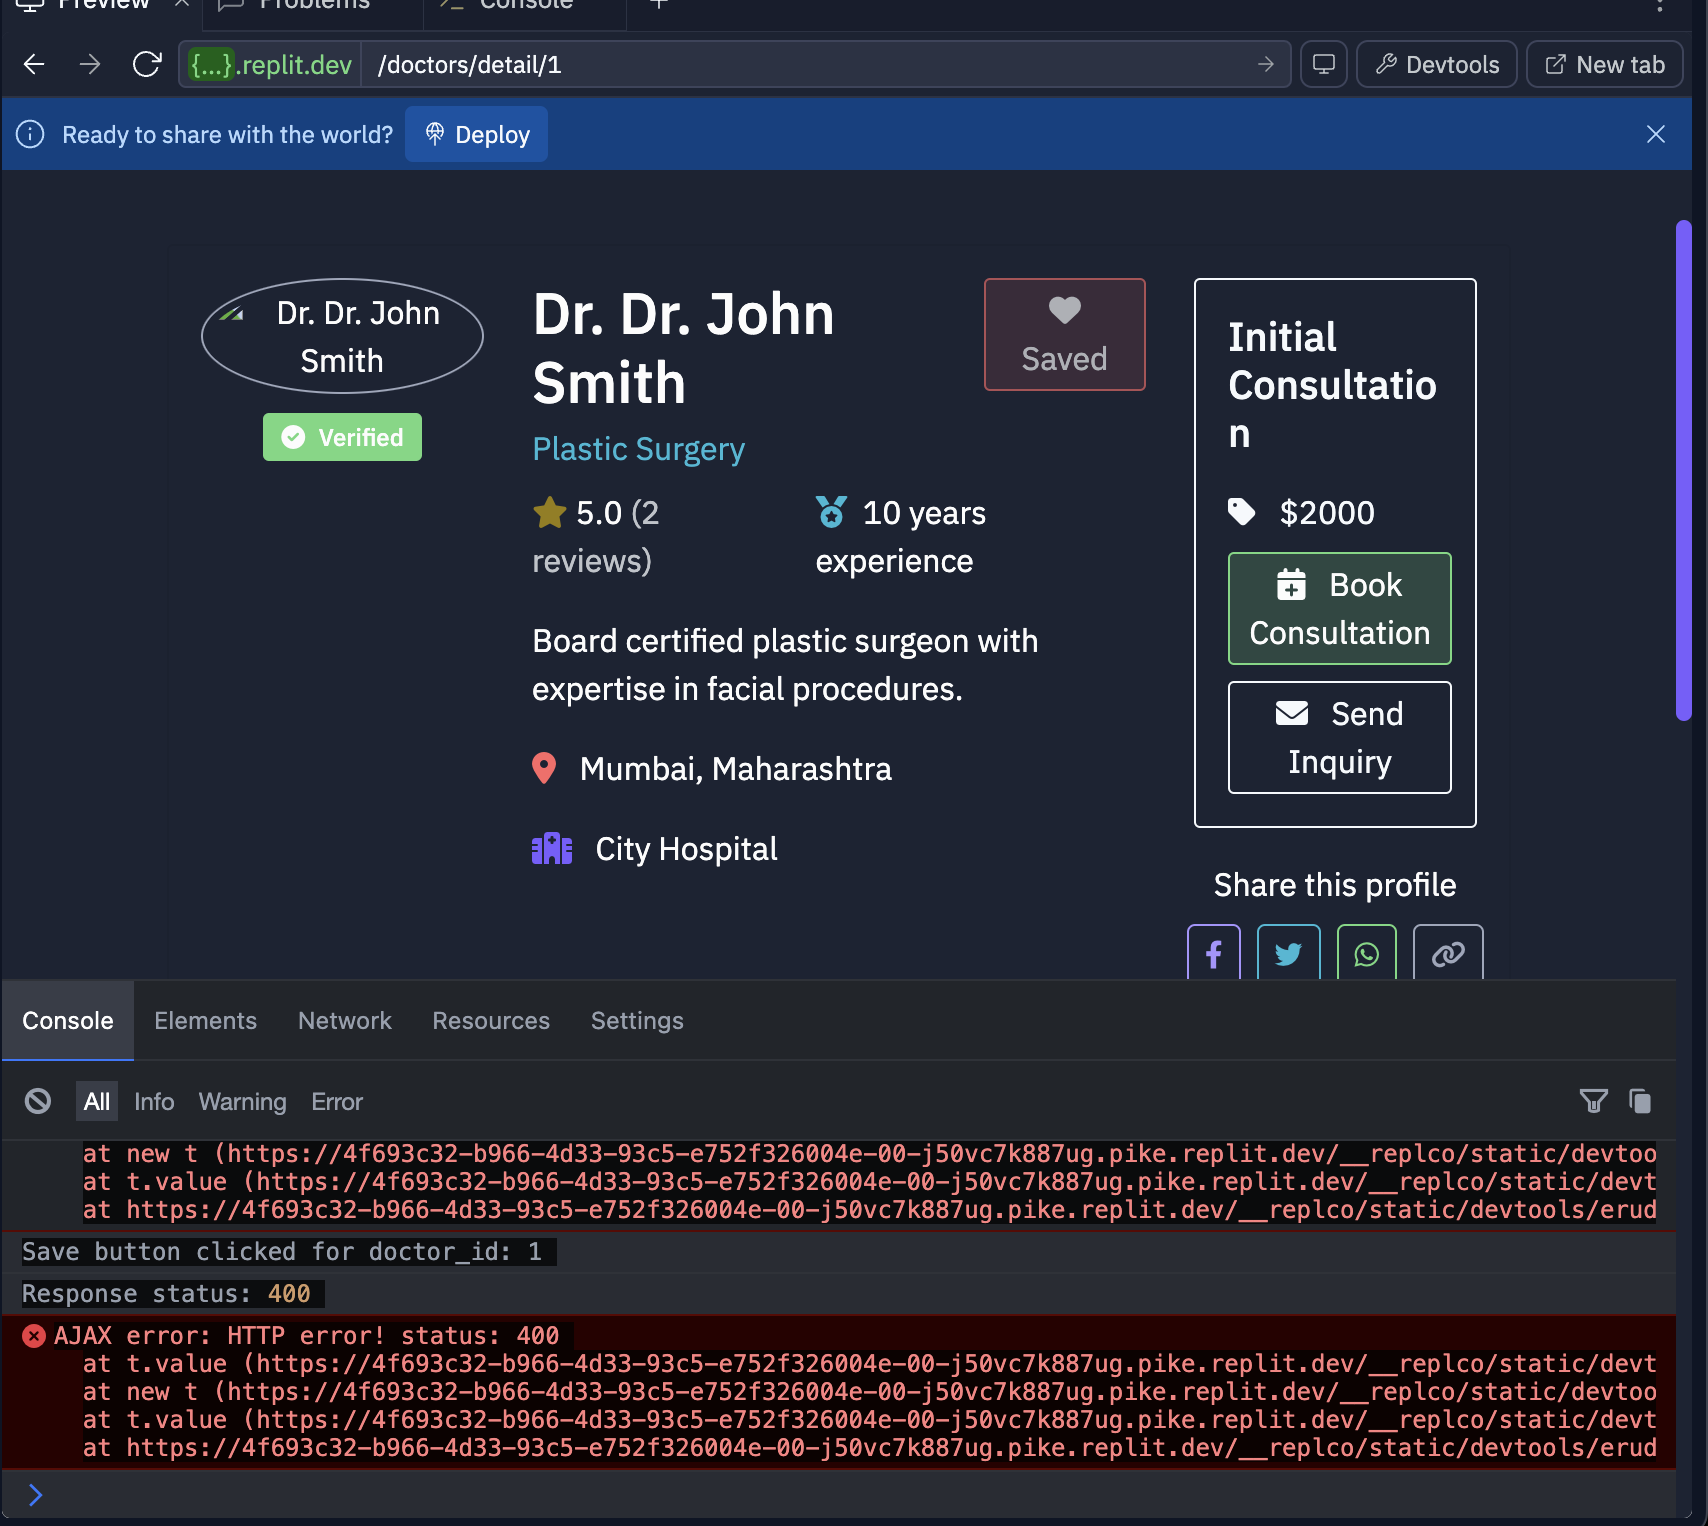 Preview
Problems
Console
{...}.replit.dev
/doctors/detail/1
Devtools
New tab
Ready to share with the world?
Deploy
Dr. Dr. John
Smith
Verified
Dr. Dr. John
Smith
Plastic Surgery
5.0 (2
reviews)
10 years
experience
Board certified plastic surgeon with
expertise in facial procedures.
Mumbai, Maharashtra
City Hospital
Saved
Initial
Consultatio
n
$2000
Book
Consultation
Send
Inquiry
Share this profile
Console
Elements
Network
Resources
Settings
All
Info
Warning
Error
at new t (https://4f693c32-b966-4d33-93c5-e752f326004e-00-j50vc7k887ug.pike.replit.dev/__replco/static/devtoo
at t.value (https://4f693c32-b966-4d33-93c5-e752f326004e-00-j50vc7k887ug.pike.replit.dev/__replco/static/devt
at https://4f693c32-b966-4d33-93c5-e752f326004e-00-j50vc7k887ug.pike.replit.dev/__replco/static/devtools/erud
Save button clicked for doctor_id: 1
Response status: 400
AJAX error: HTTP error! status: 400
at t.value (https://4f693c32-b966-4d33-93c5-e752f326004e-00-j50vc7k887ug.pike.replit.dev/__replco/static/devt
at new t (https://4f693c32-b966-4d33-93c5-e752f326004e-00-j50vc7k887ug.pike.replit.dev/__replco/static/devtoo
at t.value (https://4f693c32-b966-4d33-93c5-e752f326004e-00-j50vc7k887ug.pike.replit.dev/__replco/static/devt
at https://4f693c32-b966-4d33-93c5-e752f326004e-00-j50vc7k887ug.pike.replit.dev/__replco/static/devtools/erud